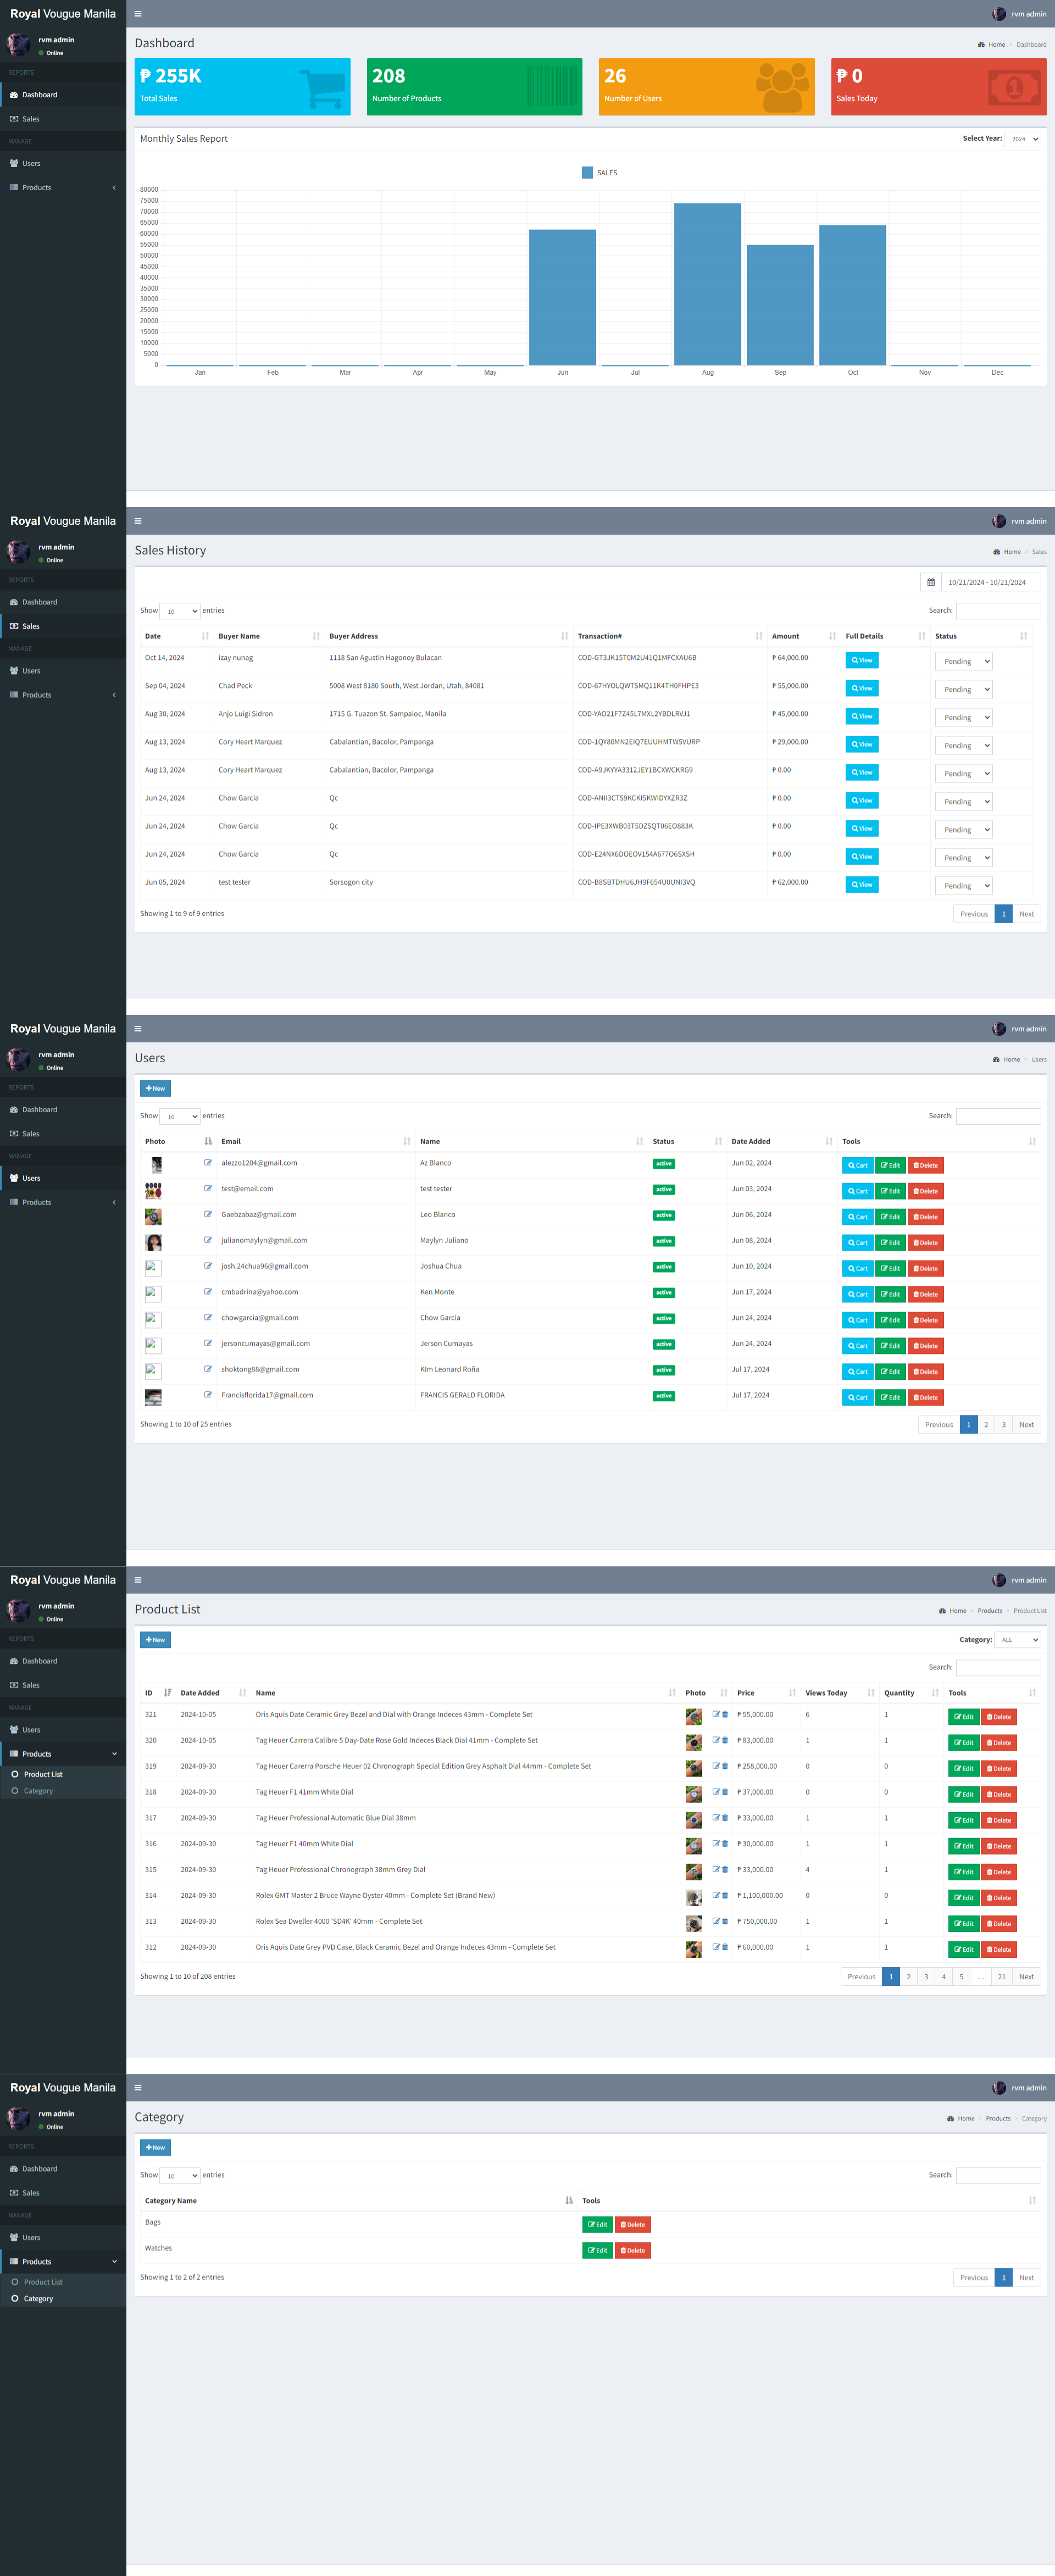 Royal Vougue Manila
rvm admin
rvm admin
Online
REPORTS
Dashboard
Sales
MANAGE
Users
Products
Dashboard
Home > Dashboard
₱ 255K
Total Sales
208
Number of Products
26
Number of Users
₱ 0
Sales Today
Monthly Sales Report
Select Year: 2024
SALES
80000
75000
70000
65000
60000
55000
50000
45000
40000
35000
30000
25000
20000
15000
10000
5000
0
Jan Feb Mar Apr May Jun Jul Aug Sep Oct Nov Dec
Royal Vougue Manila
rvm admin
rvm admin
Online
REPORTS
Dashboard
Sales
MANAGE
Users
Products
Sales History
Home > Sales
10/21/2024 - 10/21/2024
Show 10 entries
Search:
Date Buyer Name Buyer Address Transaction# Amount Full Details Status
Oct 14, 2024 izay nunag 1118 San Agustin Hagonoy Bulacan COD-GT3JK15T0M2U41Q1MFCXAU6B ₱ 64,000.00 View Pending
Sep 04, 2024 Chad Peck 5008 West 8180 South, West Jordan, Utah, 84081 COD-67HYOLQWTSMQ11K4TH0FHPE3 ₱ 55,000.00 View Pending
Aug 30, 2024 Anjo Luigi Sidron 1715 G. Tuazon St. Sampaloc, Manila COD-YAO21F7Z45L7MXL2YBDLRVJ1 ₱ 45,000.00 View Pending
Aug 13, 2024 Cory Heart Marquez Cabalantian, Bacolor, Pampanga COD-1QY80MN2EIQ7EUUHMTW5VURP ₱ 29,000.00 View Pending
Aug 13, 2024 Cory Heart Marquez Cabalantian, Bacolor, Pampanga COD-A9JKYYA3312JEY1BCXWCKRG9 ₱ 0.00 View Pending
Jun 24, 2024 Chow Garcia Qc COD-ANII3CTS9KCKI5KWIDYXZR3Z ₱ 0.00 View Pending
Jun 24, 2024 Chow Garcia Qc COD-IPE3XWB03T5DZSQT06EO883K ₱ 0.00 View Pending
Jun 24, 2024 Chow Garcia Qc COD-E24NX6DOEOV154A677O6SXSH ₱ 0.00 View Pending
Jun 05, 2024 test tester Sorsogon city COD-B8SBTDHU6JH9F654U0UNI3VQ ₱ 62,000.00 View Pending
Showing 1 to 9 of 9 entries
Previous 1 Next
Royal Vougue Manila
rvm admin
rvm admin
Online
REPORTS
Dashboard
Sales
MANAGE
Users
Products
Users
Home > Users
New
Show 10 entries
Search:
Photo Email Name Status Date Added Tools
alezzo1204@gmail.com Az Blanco active Jun 02, 2024 Cart Edit Delete
test@email.com test tester active Jun 03, 2024 Cart Edit Delete
Gaebzabaz@gmail.com Leo Blanco active Jun 06, 2024 Cart Edit Delete
julianomaylyn@gmail.com Maylyn Juliano active Jun 08, 2024 Cart Edit Delete
josh.24chua96@gmail.com Joshua Chua active Jun 10, 2024 Cart Edit Delete
cmbadrina@yahoo.com Ken Monte active Jun 17, 2024 Cart Edit Delete
chowgarcia@gmail.com Chow Garcia active Jun 24, 2024 Cart Edit Delete
jersoncumayas@gmail.com Jerson Cumayas active Jun 24, 2024 Cart Edit Delete
shoktong88@gmail.com KIm Leonard Roña active Jul 17, 2024 Cart Edit Delete
Francisflorida17@gmail.com FRANCIS GERALD FLORIDA active Jul 17, 2024 Cart Edit Delete
Showing 1 to 10 of 25 entries
Previous 1 2 3 Next
Royal Vougue Manila
rvm admin
rvm admin
Online
REPORTS
Dashboard
Sales
MANAGE
Users
Products
Product List
Category
Product List
Home > Products > Product List
New
Category: ALL
Search:
ID Date Added Name Photo Price Views Today Quantity Tools
321 2024-10-05 Oris Aquis Date Ceramic Grey Bezel and Dial with Orange Indeces 43mm - Complete Set ₱ 55,000.00 6 1 Edit Delete
320 2024-10-05 Tag Heuer Carrera Calibre 5 Day-Date Rose Gold Indeces Black Dial 41mm - Complete Set ₱ 83,000.00 1 1 Edit Delete
319 2024-09-30 Tag Heuer Carerra Porsche Heuer 02 Chronograph Special Edition Grey Asphalt Dial 44mm - Complete Set ₱ 258,000.00 0 0 Edit Delete
318 2024-09-30 Tag Heuer F1 41mm White Dial ₱ 37,000.00 0 0 Edit Delete
317 2024-09-30 Tag Heuer Professional Automatic Blue Dial 38mm ₱ 33,000.00 1 1 Edit Delete
316 2024-09-30 Tag Heuer F1 40mm White Dial ₱ 30,000.00 1 1 Edit Delete
315 2024-09-30 Tag Heuer Professional Chronograph 38mm Grey Dial ₱ 33,000.00 4 1 Edit Delete
314 2024-09-30 Rolex GMT Master 2 Bruce Wayne Oyster 40mm - Complete Set (Brand New) ₱ 1,100,000.00 0 0 Edit Delete
313 2024-09-30 Rolex Sea Dweller 4000 'SD4K' 40mm - Complete Set ₱ 750,000.00 1 1 Edit Delete
312 2024-09-30 Oris Aquis Date Grey PVD Case, Black Ceramic Bezel and Orange Indeces 43mm - Complete Set ₱ 60,000.00 1 1 Edit Delete
Showing 1 to 10 of 208 entries
Previous 1 2 3 4 5 … 21 Next
Royal Vougue Manila
rvm admin
rvm admin
Online
REPORTS
Dashboard
Sales
MANAGE
Users
Products
Product List
Category
Category
Home > Products > Category
New
Show 10 entries
Search:
Category Name Tools
Bags Edit Delete
Watches Edit Delete
Showing 1 to 2 of 2 entries
Previous 1 Next